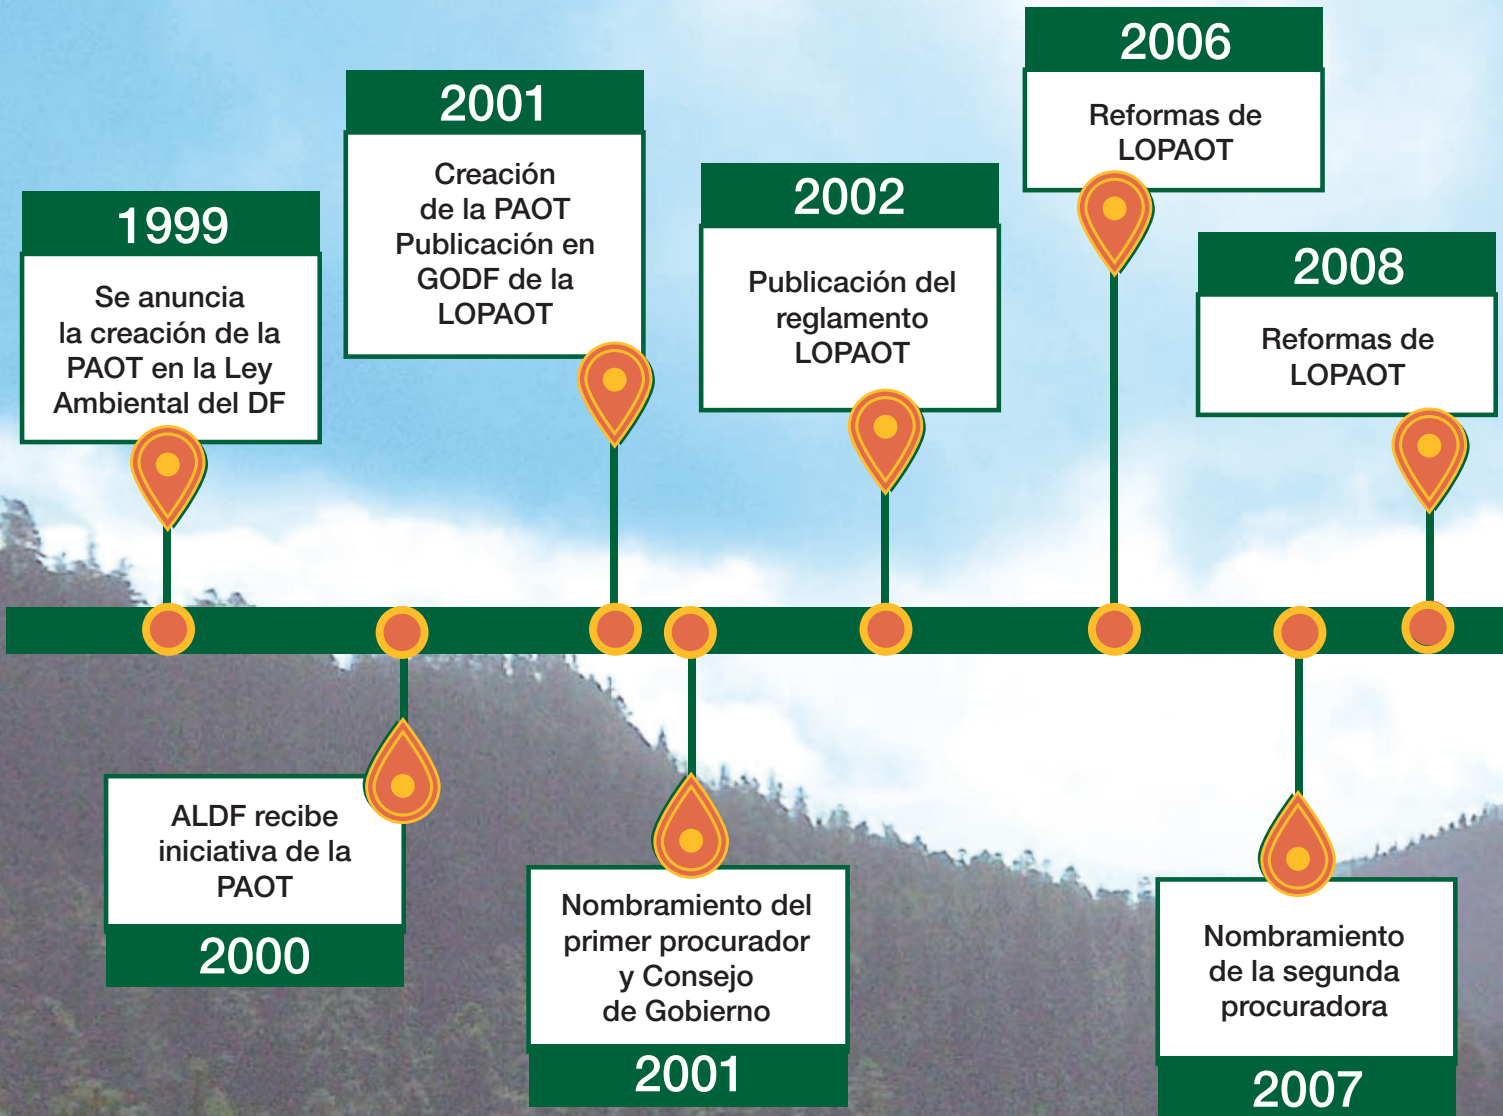 1999
Se anuncia
la creación de la
PAOT en la Ley
Ambiental del DF
ALDF recibe
iniciativa de la
PAOT
2000
2001
Creación
de la PAOT
Publicación en
GODF de la
LOPAOT
Nombramiento del
primer procurador
y Consejo
de Gobierno
2001
2002
Publicación del
reglamento
LOPAOT
2006
Reformas de
LOPAOT
Nombramiento
de la segunda
procuradora
2007
2008
Reformas de
LOPAOT